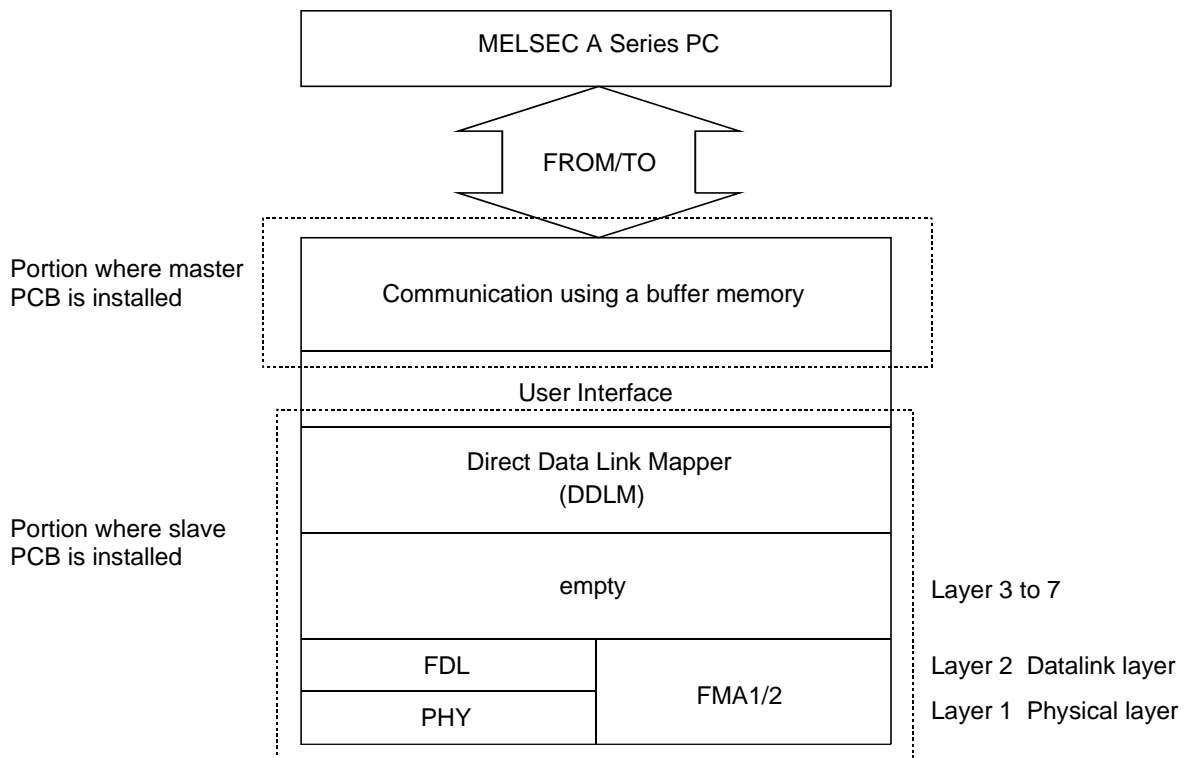 MELSEC A Series PC
FROM/TO
Portion where master
PCB is installed
Communication using a buffer memory
User Interface
Direct Data Link Mapper
(DDLM)
Portion where slave
PCB is installed
empty
Layer 3 to 7
FDL
FMA1/2
Layer 2 Datalink layer
PHY
Layer 1 Physical layer